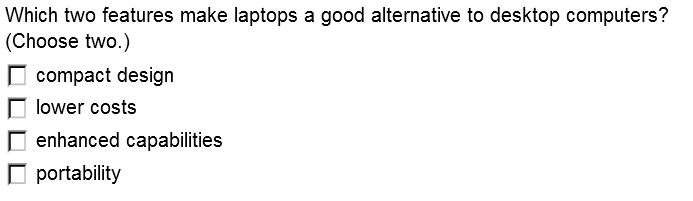 Which two features make laptops a good alternative to desktop computers?
(Choose two.)
compact design
lower costs
enhanced capabilities
portability